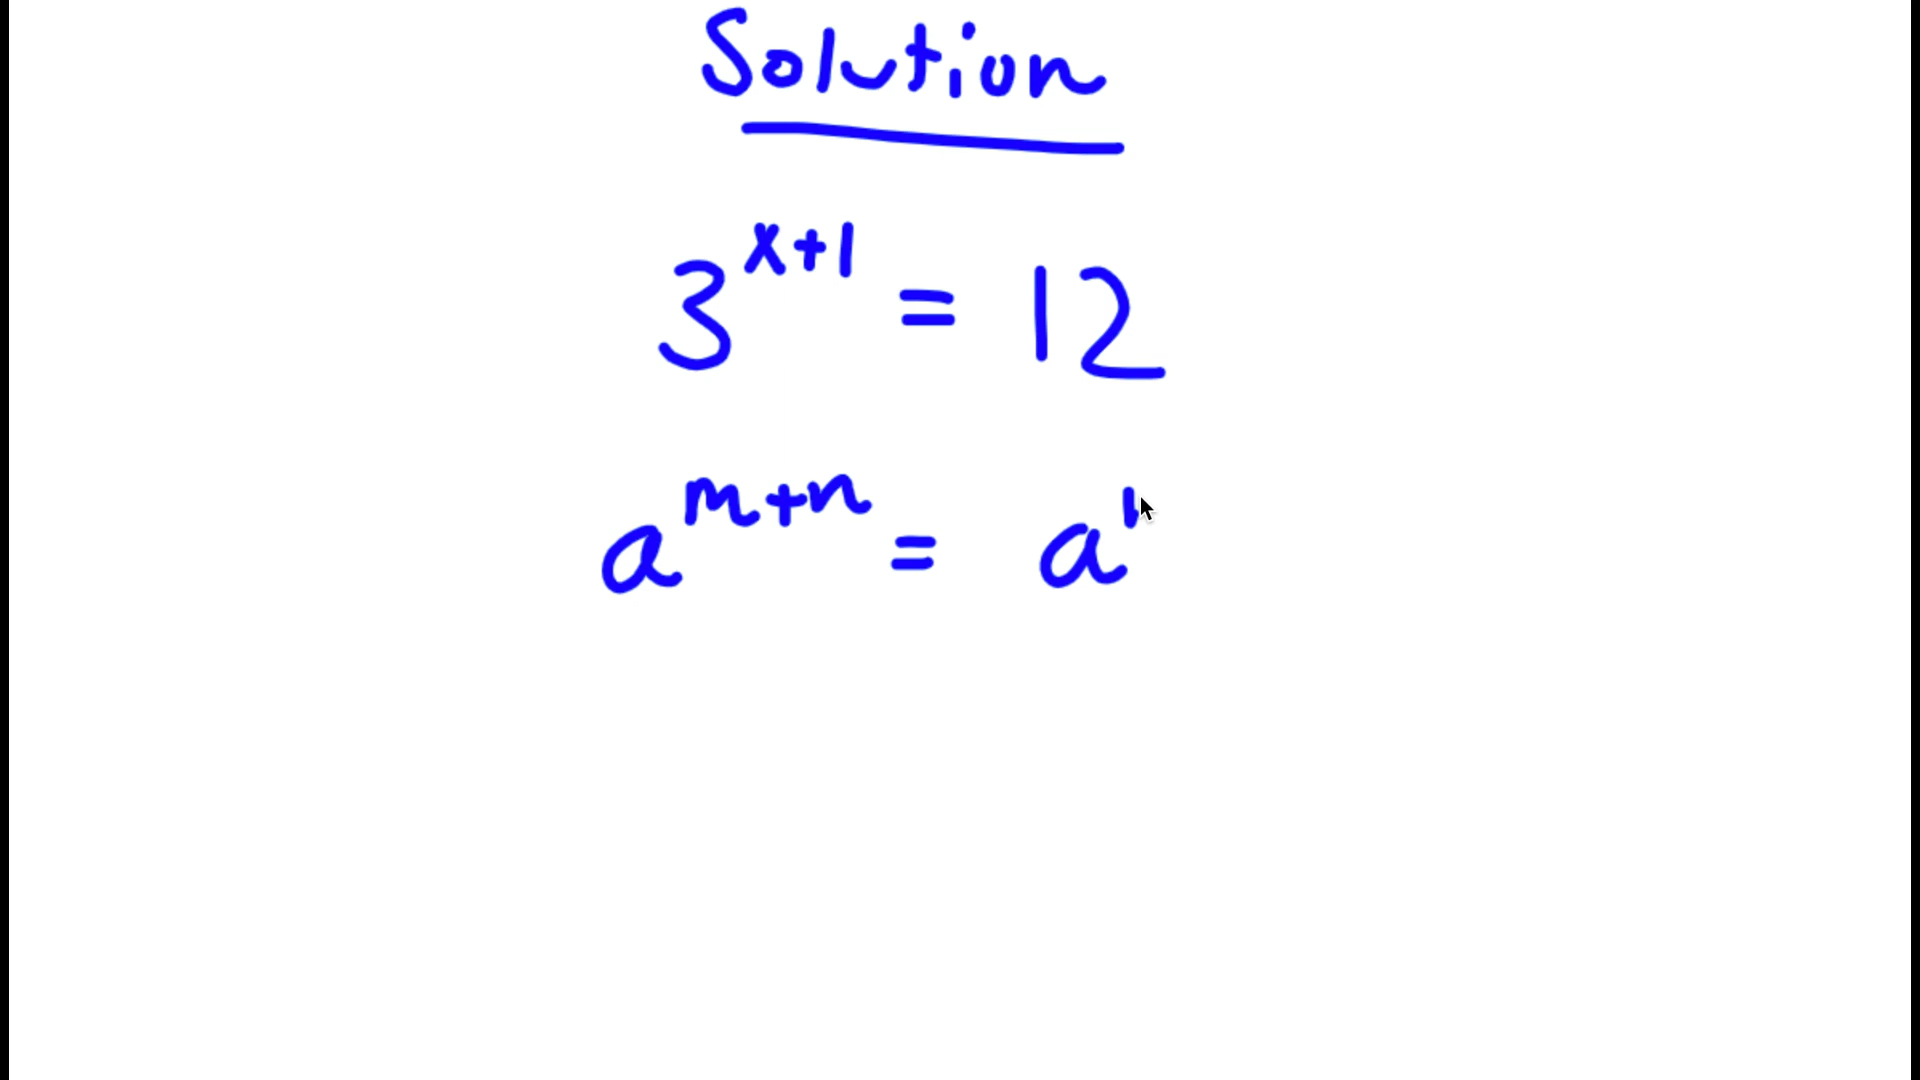 Solution
3^{x+1} = 12
a^{m+n} = a